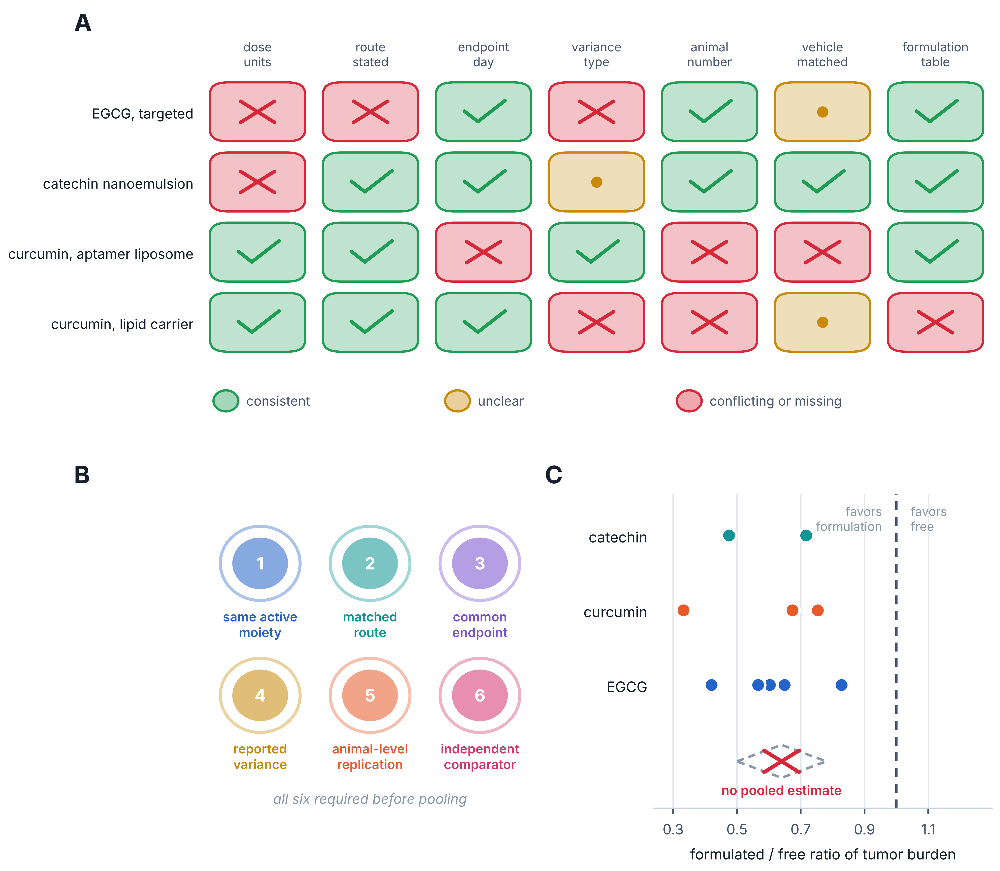 A
dose
units
route
stated
endpoint
day
variance
type
animal
number
vehicle
matched
formulation
table
EGCG, targeted
catechin nanoemulsion
curcumin, aptamer liposome
curcumin, lipid carrier
consistent
unclear
conflicting or missing
B
1
2
3
same active
moiety
matched
route
common
endpoint
4
5
6
reported
variance
animal-level
replication
independent
comparator
all six required before pooling
C
favors
formulation
favors
free
catechin
curcumin
EGCG
no pooled estimate
0.3
0.5
0.7
0.9
1.1
formulated / free ratio of tumor burden